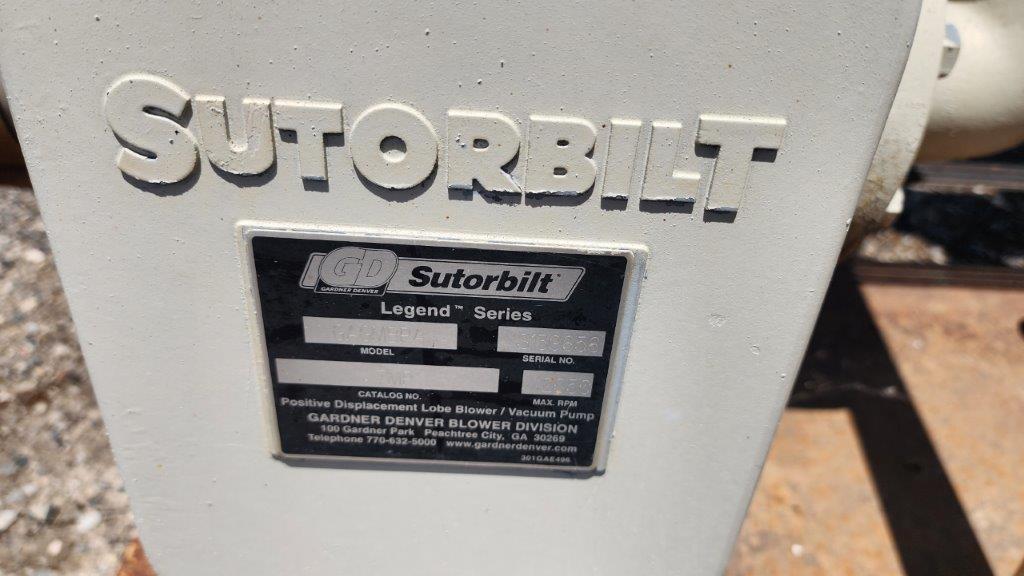 SUTORBILT
GD Sutorbilt®
GARDNER DENVER
Legend™ Series
MODEL
SERIAL NO.
CATALOG NO.
MAX. RPM
Positive Displacement Lobe Blower / Vacuum Pump
GARDNER DENVER BLOWER DIVISION
100 Gardner Park Peachtree City, GA 30269
Telephone 770-632-5000 www.gardnerdenver.com
301GAE496